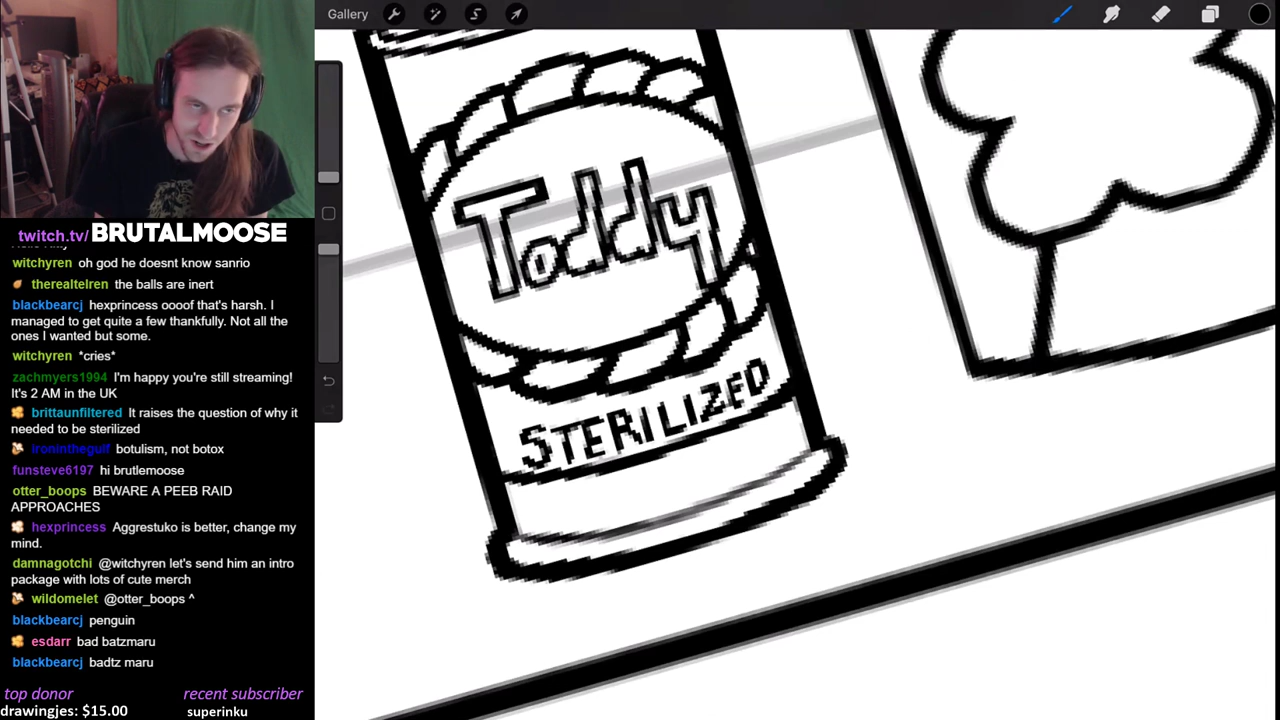 Gallery
Toddy
STERILIZED
twitch.tv/BRUTALMOOSE
witchyren oh god he doesnt know sanrio
therealtelren the balls are inert
blackbearcj hexprincess oooof that's harsh. I
managed to get quite a few thankfully. Not all the
ones I wanted but some.
witchyren *cries*
zachmyers1994 I'm happy you're still streaming!
It's 2 AM in the UK
brittaunfiltered It raises the question of why it
needed to be sterilized
ironinthegulf botulism, not botox
funsteve6197 hi brutlemoose
otter_boops BEWARE A PEEB RAID
APPROACHES
hexprincess Aggrestuko is better, change my
mind.
damnagotchi @witchyren let's send him an intro
package with lots of cute merch
wildomelet @otter_boops ^
blackbearcj penguin
esdarr bad batzmaru
blackbearcj badtz maru
top donor recent subscriber
drawingjes: $15.00 superinku